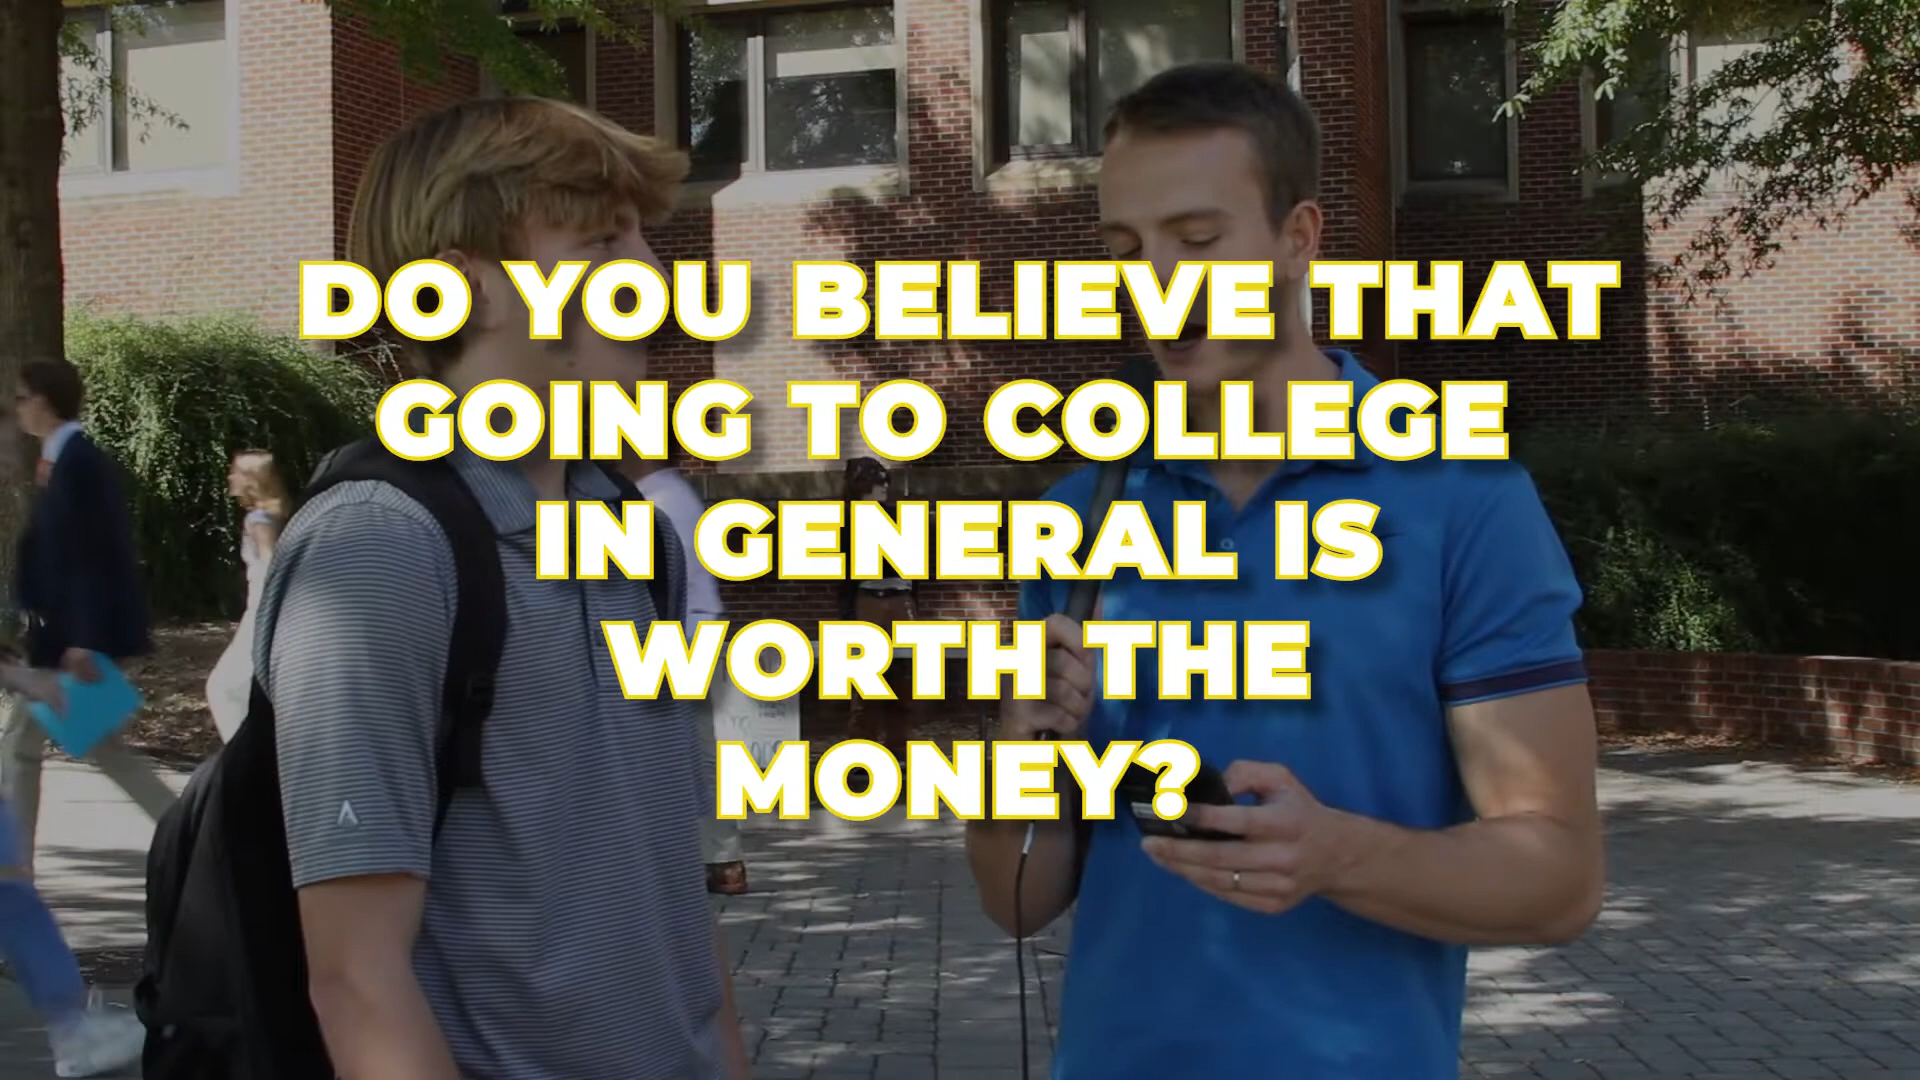 DO YOU BELIEVE THAT
GOING TO COLLEGE
IN GENERAL IS
WORTH THE
MONEY?